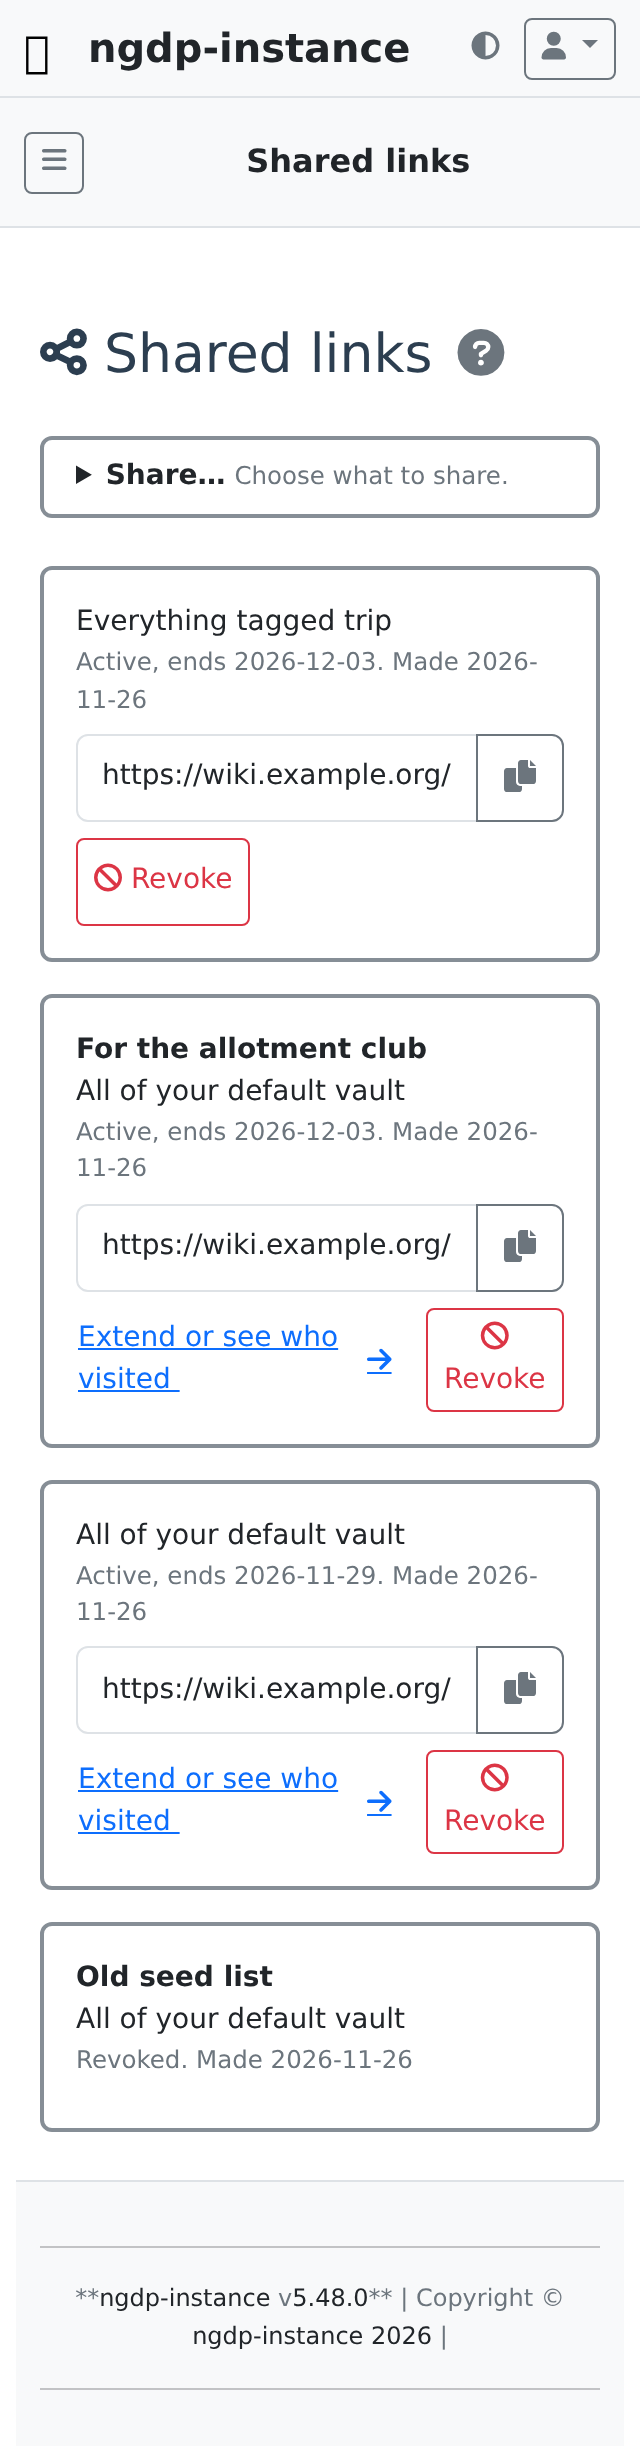 ngdp-instance
Shared links
Shared links ?
Share… Choose what to share.
Everything tagged trip
Active, ends 2026-12-03. Made 2026-
11-26
https://wiki.example.org/
Revoke
For the allotment club
All of your default vault
Active, ends 2026-12-03. Made 2026-
11-26
https://wiki.example.org/
Extend or see who
visited →
Revoke
All of your default vault
Active, ends 2026-11-29. Made 2026-
11-26
https://wiki.example.org/
Extend or see who
visited →
Revoke
Old seed list
All of your default vault
Revoked. Made 2026-11-26
**ngdp-instance v5.48.0** | Copyright ©
ngdp-instance 2026 |